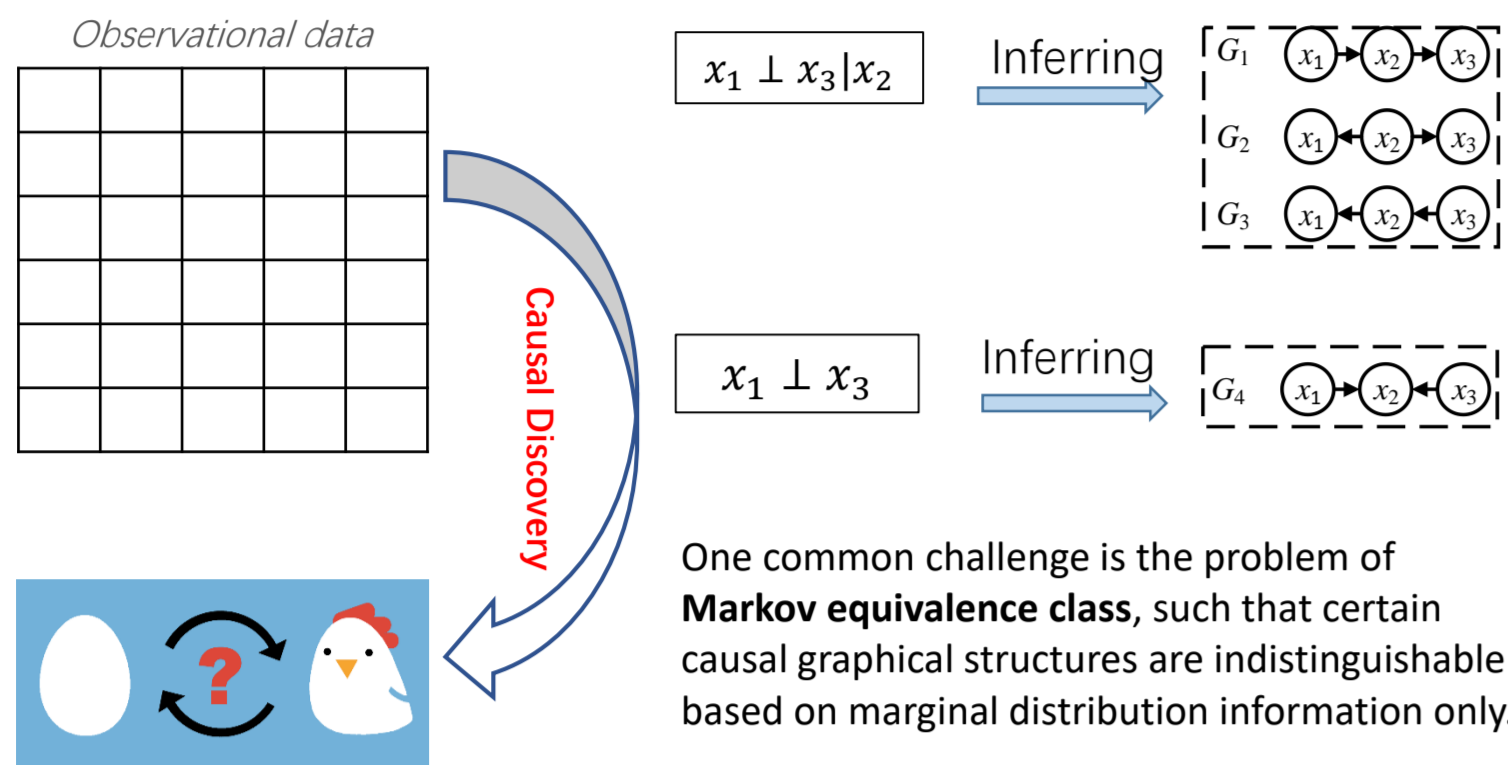 Observational data
Causal Discovery
?
x₁ ⊥ x₃|x₂
Inferring
G₁ x₁ x₂ x₃
G₂ x₁ x₂ x₃
G₃ x₁ x₂ x₃
x₁ ⊥ x₃
Inferring
G₄ x₁ x₂ x₃
One common challenge is the problem of
Markov equivalence class, such that certain
causal graphical structures are indistinguishable
based on marginal distribution information only.